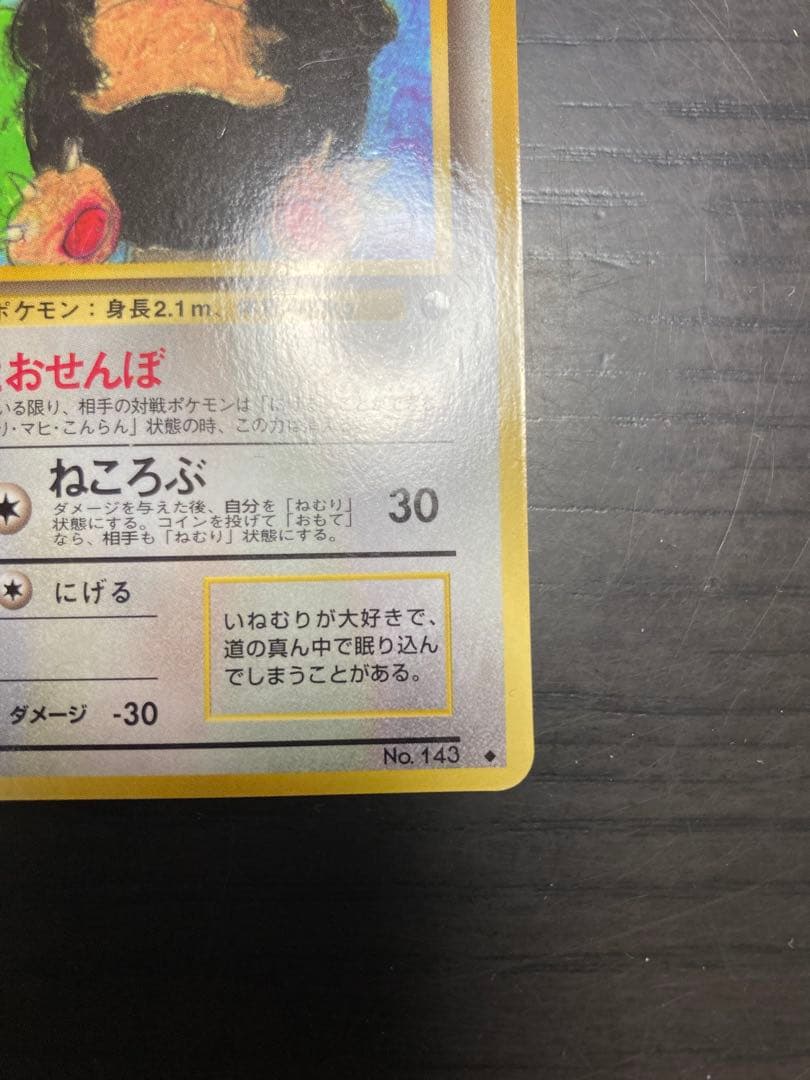 ポケモン：身長2.1m、
おせんぼ
いる限り、相手の対戦ポケモンは「に
り・マヒ・こんらん」状態の時、この力は
ねころぶ
30
ダメージを与えた後、自分を「ねむり」
状態にする。コインを投げて「おもて」
なら、相手も「ねむり」状態にする。
にげる
いねむりが大好きで、
道の真ん中で眠り込ん
でしまうことがある。
ダメージ -30
No. 143